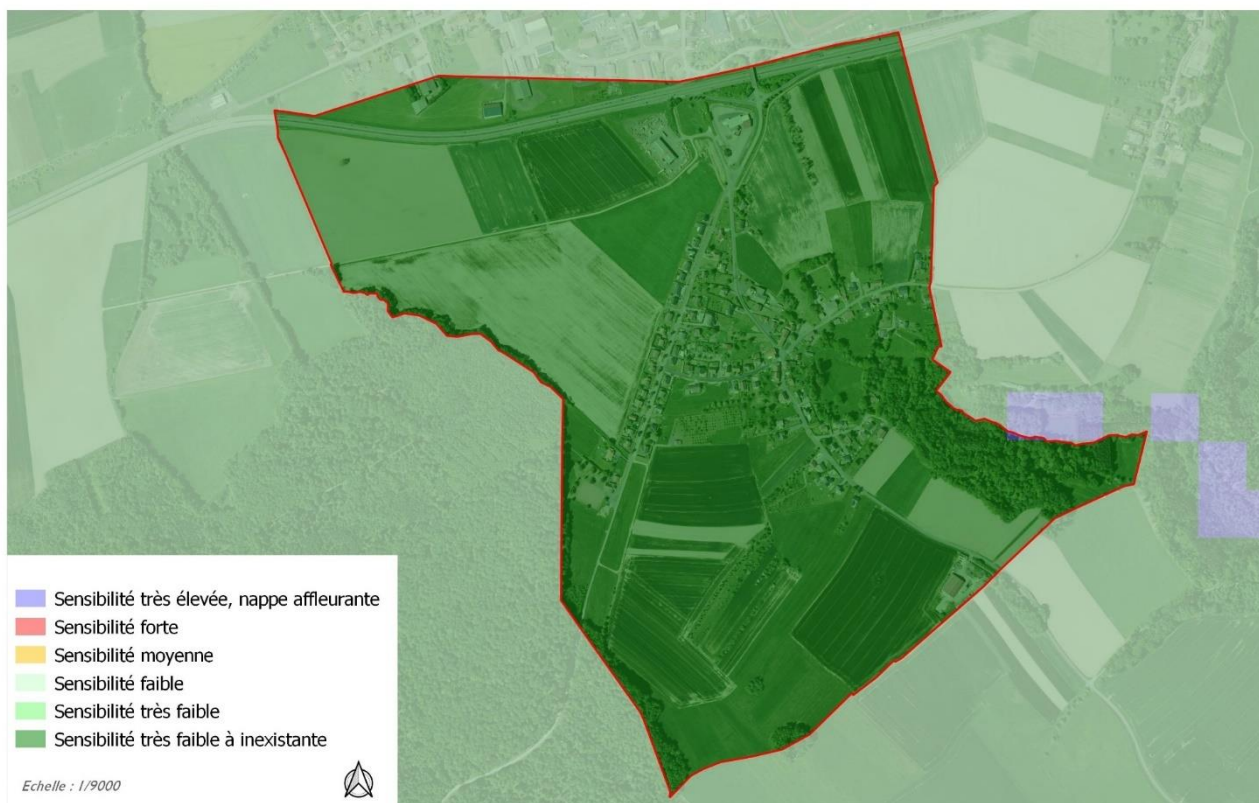 Sensibilité très élevée, nappe affleurante
Sensibilité forte
Sensibilité moyenne
Sensibilité faible
Sensibilité très faible
Sensibilité très faible à inexistante
Echelle : 1/9000